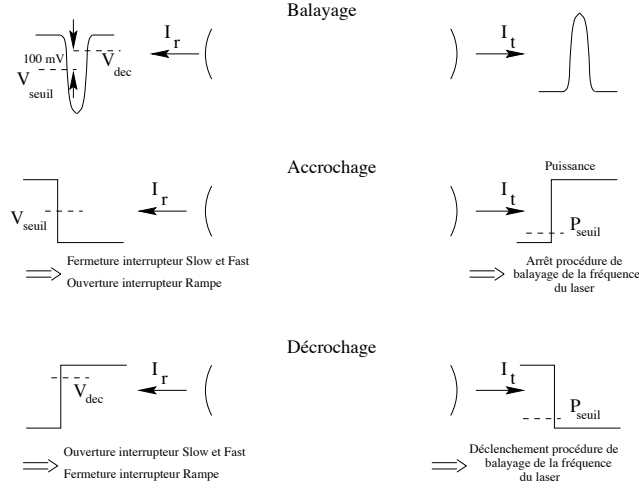 Balayage
I_r
I_t
100 mV
V_dec
V_seuil
Accrochage
I_r
I_t
Puissance
V_seuil
P_seuil
Fermeture interrupteur Slow et Fast
Ouverture interrupteur Rampe
Arrêt procédure de
balayage de la fréquence
du laser
Décrochage
I_r
I_t
V_dec
P_seuil
Ouverture interrupteur Slow et Fast
Fermeture interrupteur Rampe
Déclenchement procédure de
balayage de la fréquence
du laser